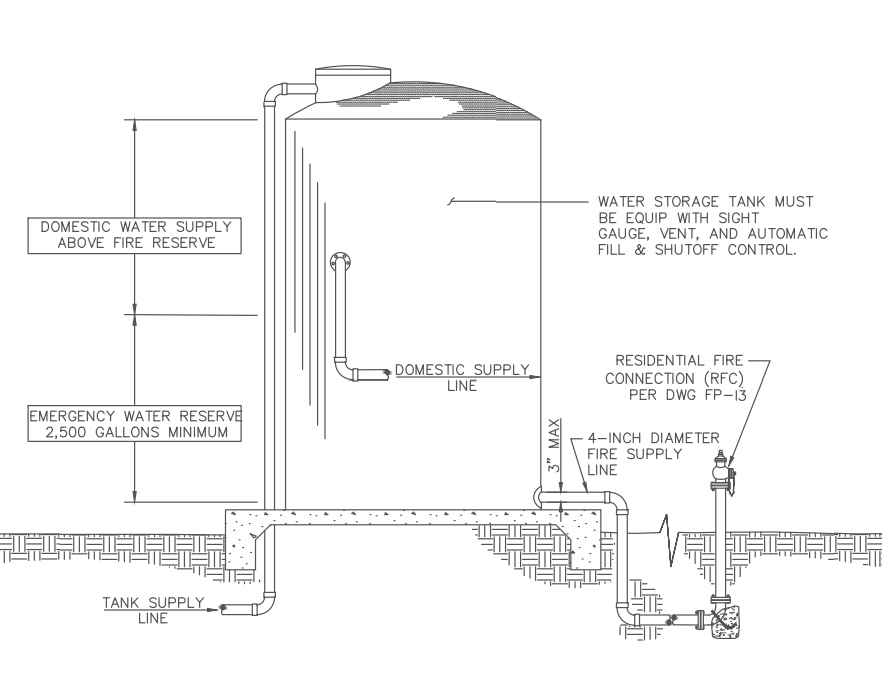 WATER STORAGE TANK MUST
BE EQUIP WITH SIGHT
GAUGE, VENT, AND AUTOMATIC
FILL & SHUTOFF CONTROL.
DOMESTIC WATER SUPPLY
ABOVE FIRE RESERVE
RESIDENTIAL FIRE
CONNECTION (RFC)
PER DWG FP-13
DOMESTIC SUPPLY
LINE
EMERGENCY WATER RESERVE
2,500 GALLONS MINIMUM
3" MAX
4-INCH DIAMETER
FIRE SUPPLY
LINE
TANK SUPPLY
LINE